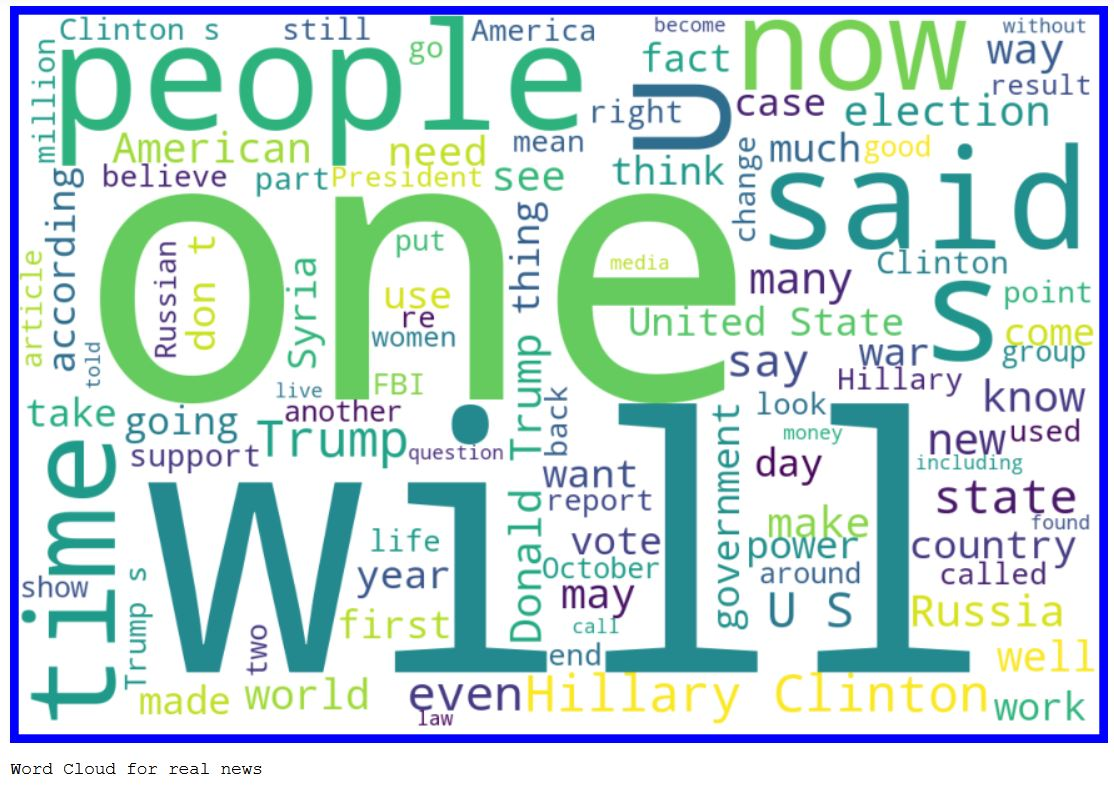 Clinton s
still
America
become
without
million
people
go
fact
now
way
result
right
U
case
election
American
need
mean
much
good
said
believe
part
President
see
think
change
according
one
put
thing
media
Clinton
article
Russian
don t
Syria
use
re
women
many
s
point
United State
come
told
FBI
say
war
group
live
Hillary
know
take
going
another
Trump
question
Donald Trump
back
look
money
new
used
support
want
government
day
including
time
will
report
state
found
life
vote
make
power
country
show
year
October
around
called
Trump s
two
first
may
call
U S
Russia
end
well
made
world
even
Hillary Clinton
work
law
Word Cloud for real news